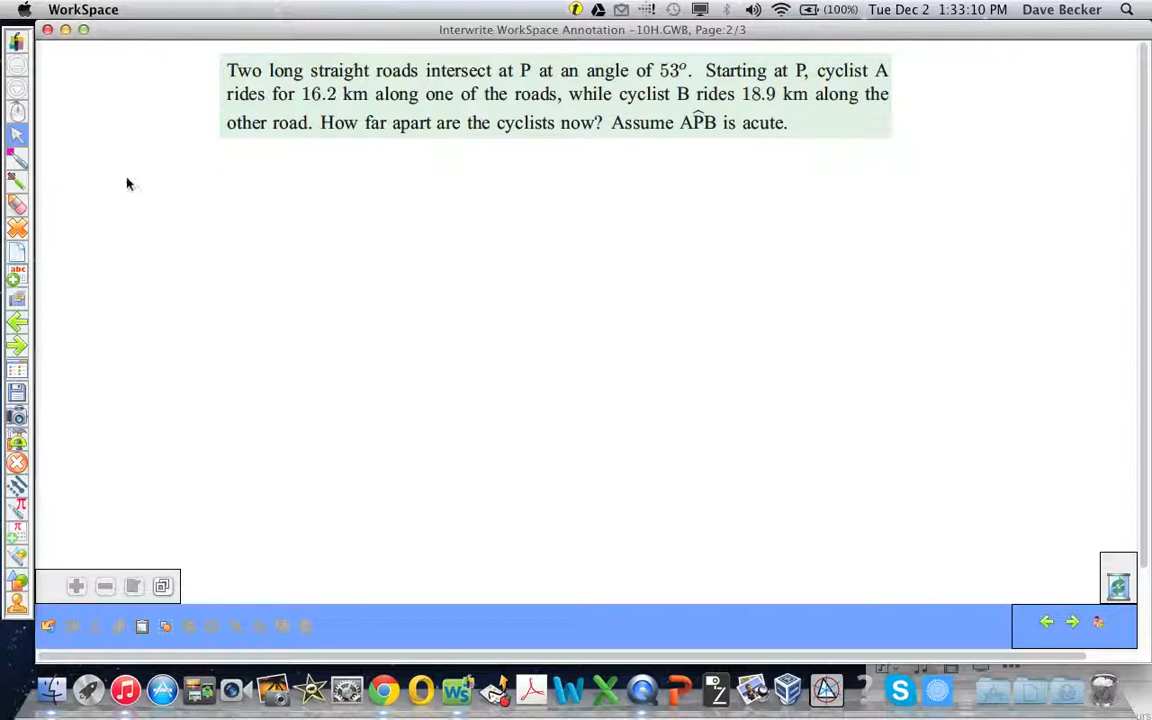 WorkSpace (100%) Tue Dec 2 1:33:10 PM Dave Becker
Interwrite WorkSpace Annotation –10H.GWB, Page:2/3
Two long straight roads intersect at P at an angle of 53°. Starting at P, cyclist A
rides for 16.2 km along one of the roads, while cyclist B rides 18.9 km along the
other road. How far apart are the cyclists now? Assume AP̂B is acute.
abc